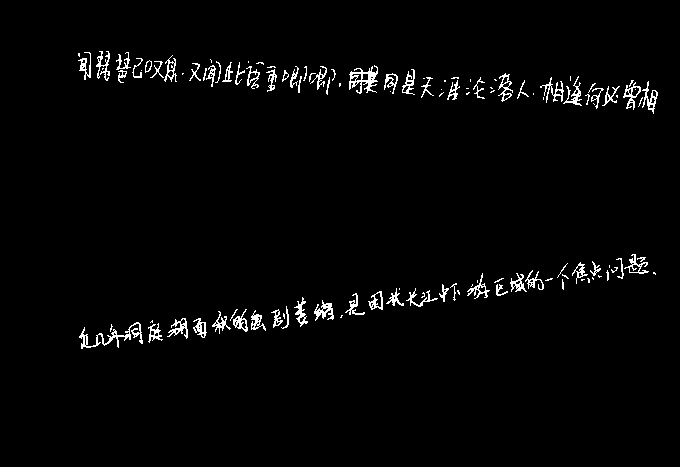 闻琵琶已叹息,又闻此语重唧唧,同是同是天涯沦落人.相逢何必曾相
近几年洞庭湖面积的急剧萎缩,是困扰长江中下游区域的一个焦点问题、